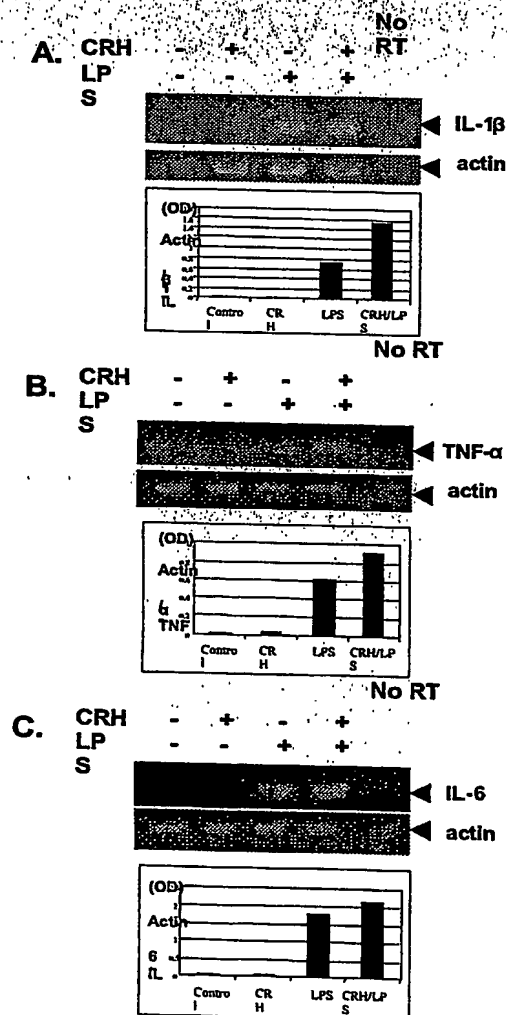 No
A. CRH - + - + RT
LP - - + +
S
IL-1β
actin
(OD)
Actin
IL
Contro CR LPS CRH/LP
l H S
No RT
B. CRH - + - +
LP - - + +
S
TNF-α
actin
(OD)
Actin
TNF
Contro CR LPS CRH/LP
l H S
No RT
C. CRH - + - +
LP - - + +
S
IL-6
actin
(OD)
Actin
6
IL
Contro CR LPS CRH/LP
l H S